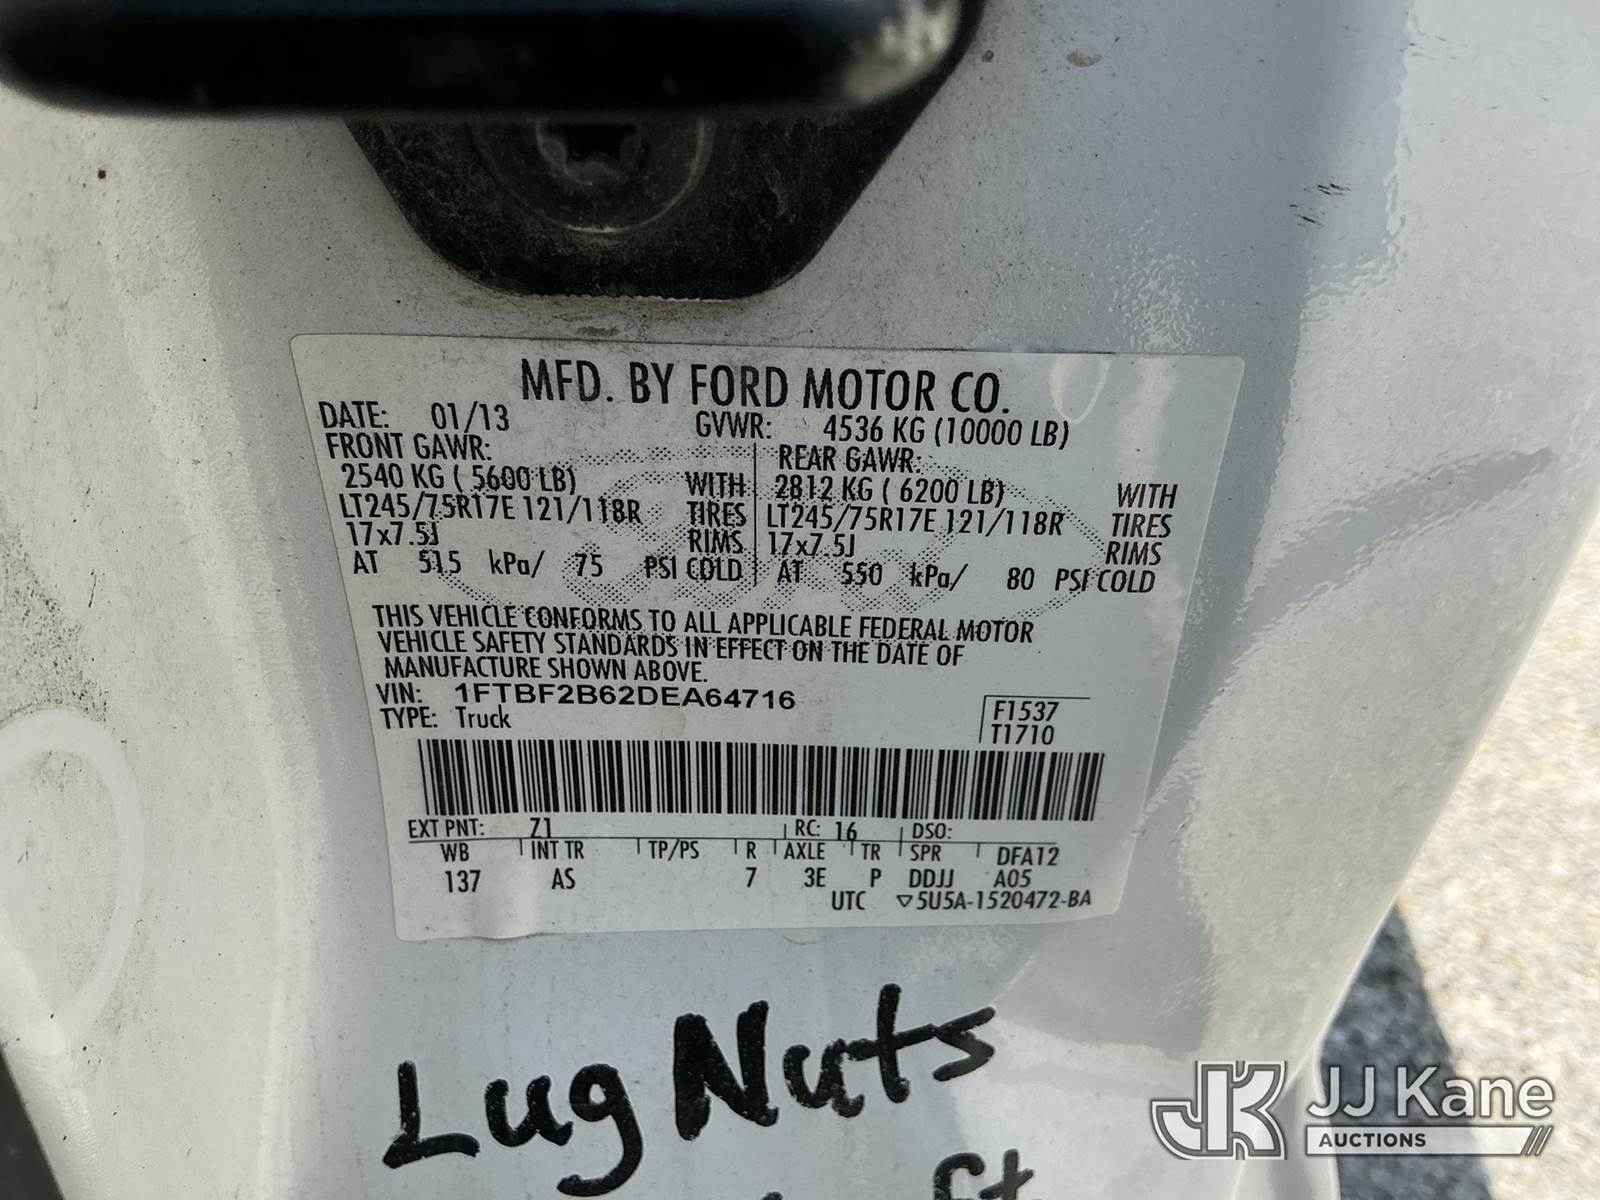 MFD. BY FORD MOTOR CO.
DATE: 01/13 GVWR: 4536 KG (10000 LB)
FRONT GAWR: REAR GAWR:
2540 KG ( 5600 LB) WITH 2812 KG ( 6200 LB) WITH
LT245/75R17E 121/118R TIRES LT245/75R17E 121/118R TIRES
17x7.5J RIMS 17x7.5J RIMS
AT 515 kPa/ 75 PSI COLD AT 550 kPa/ 80 PSI COLD
THIS VEHICLE CONFORMS TO ALL APPLICABLE FEDERAL MOTOR
VEHICLE SAFETY STANDARDS IN EFFECT ON THE DATE OF
MANUFACTURE SHOWN ABOVE.
VIN: 1FTBF2B62DEA64716
TYPE: Truck
F1537
T1710
EXT PNT: Z1 RC: 16 DSO:
WB INT TR TP/PS R AXLE TR SPR DFA12
137 AS 7 3E P DDJJ A05
UTC ▽5U5A-1520472-BA
Lug Nuts
ft
JJ Kane
AUCTIONS